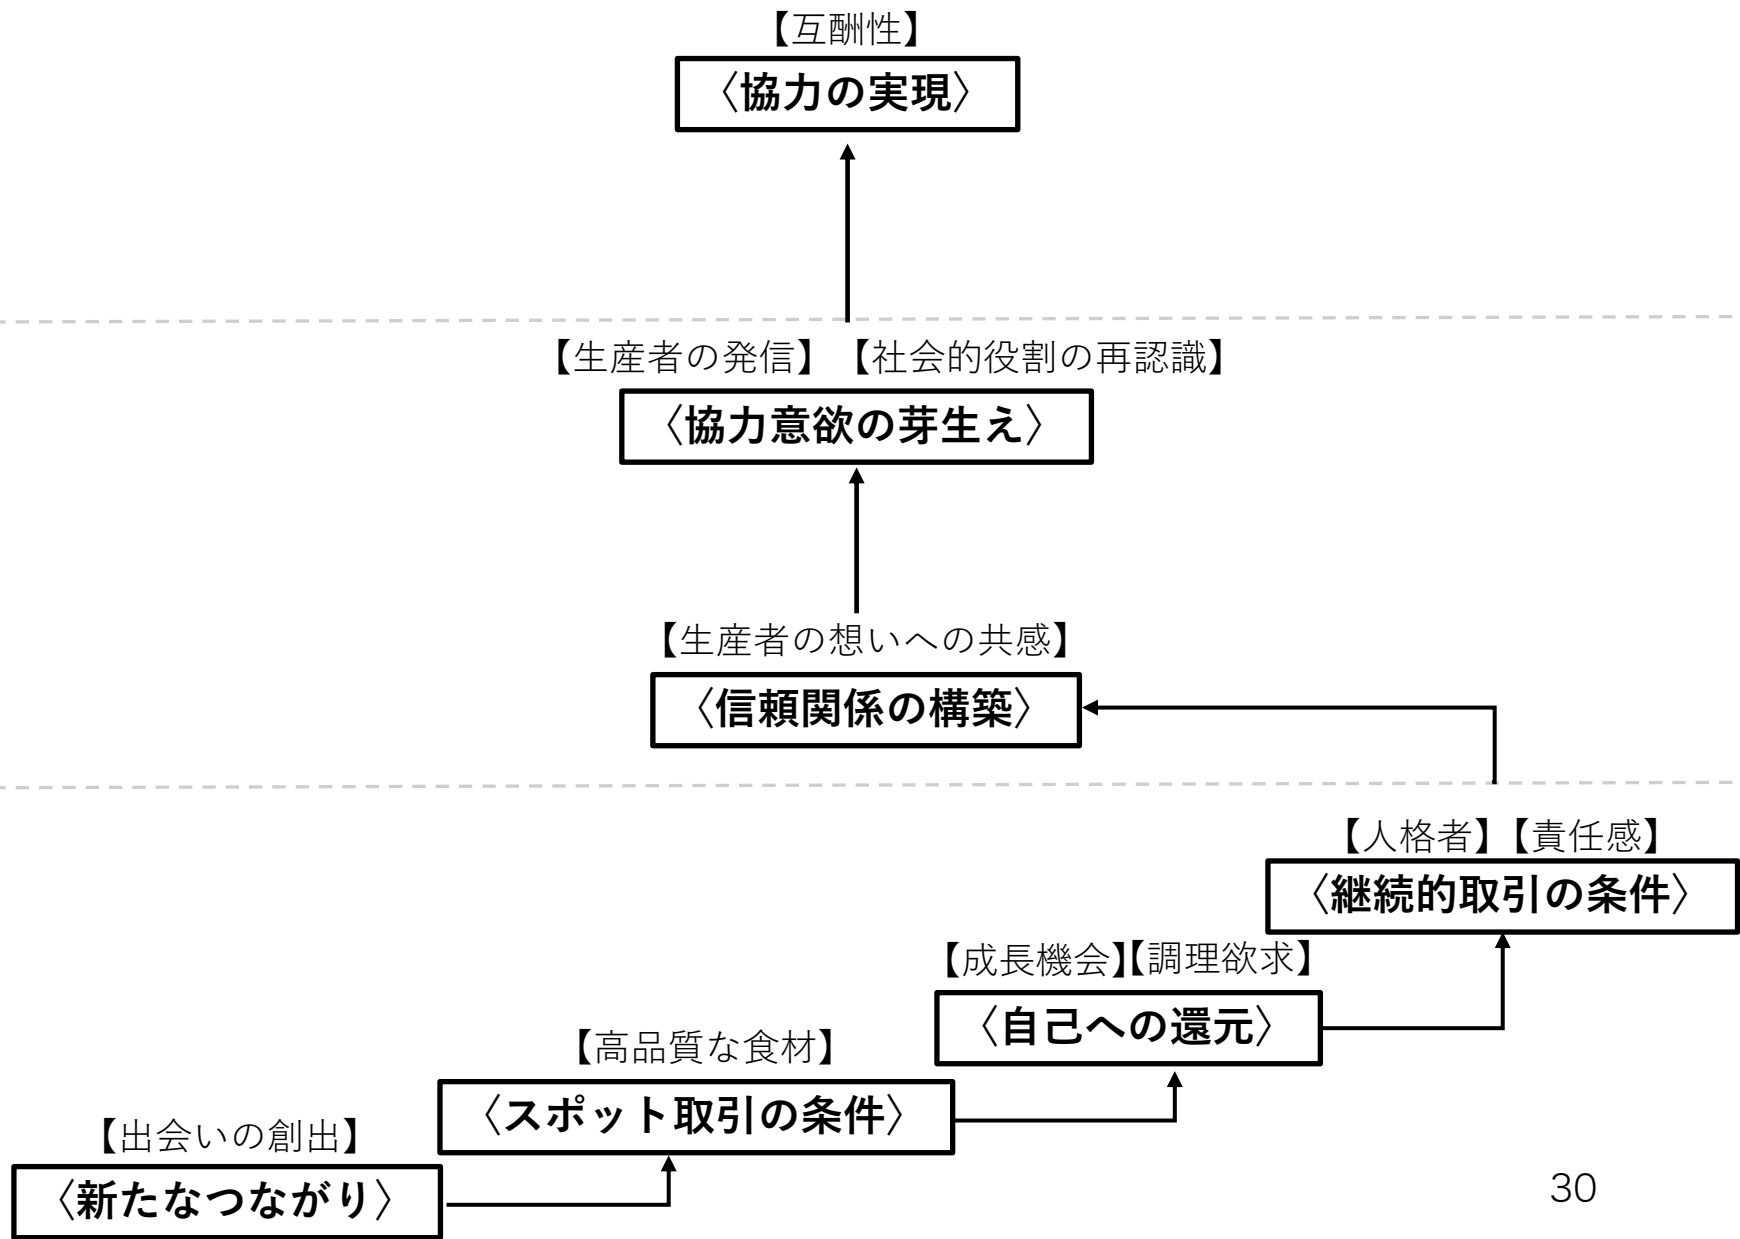 【互酬性】
〈協力の実現〉
【生産者の発信】【社会的役割の再認識】
〈協力意欲の芽生え〉
【生産者の想いへの共感】
〈信頼関係の構築〉
【人格者】【責任感】
〈継続的取引の条件〉
【成長機会】【調理欲求】
〈自己への還元〉
【高品質な食材】
〈スポット取引の条件〉
【出会いの創出】
〈新たなつながり〉
30